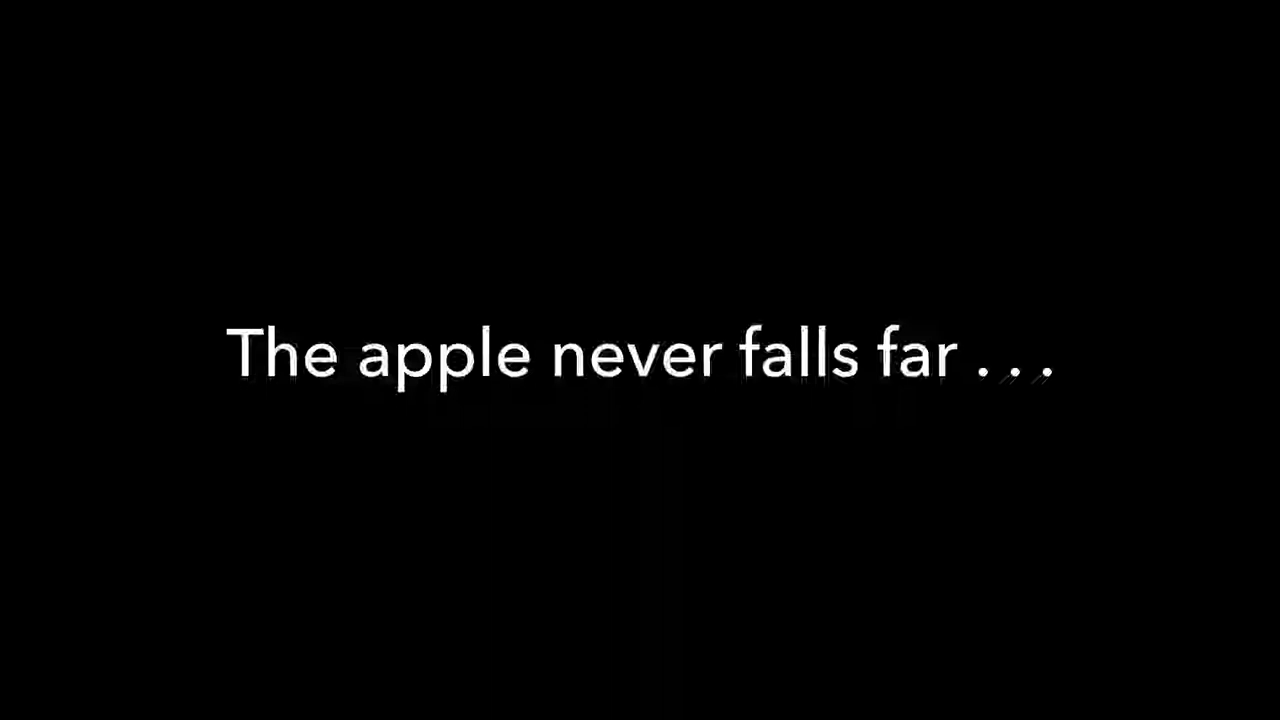 The apple never falls far . . .